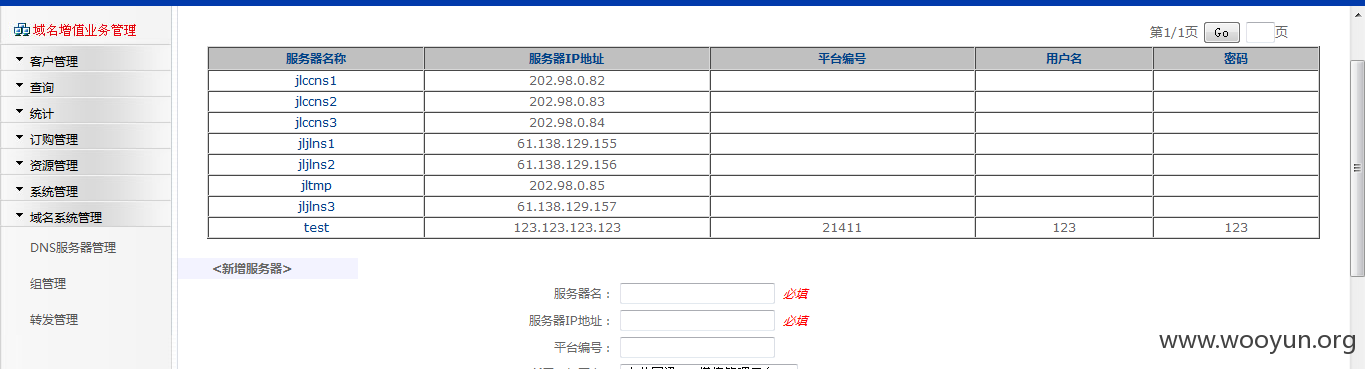 域名增值业务管理
客户管理
查询
统计
订购管理
资源管理
系统管理
域名系统管理
DNS服务器管理
组管理
转发管理
第1/1页 Go 页
服务器名称 服务器IP地址 平台编号 用户名 密码
jlccns1 202.98.0.82
jlccns2 202.98.0.83
jlccns3 202.98.0.84
jljlns1 61.138.129.155
jljlns2 61.138.129.156
jltmp 202.98.0.85
jljlns3 61.138.129.157
test 123.123.123.123 21411 123 123
<新增服务器>
服务器名： 必填
服务器IP地址： 必填
平台编号：
www.wooyun.org